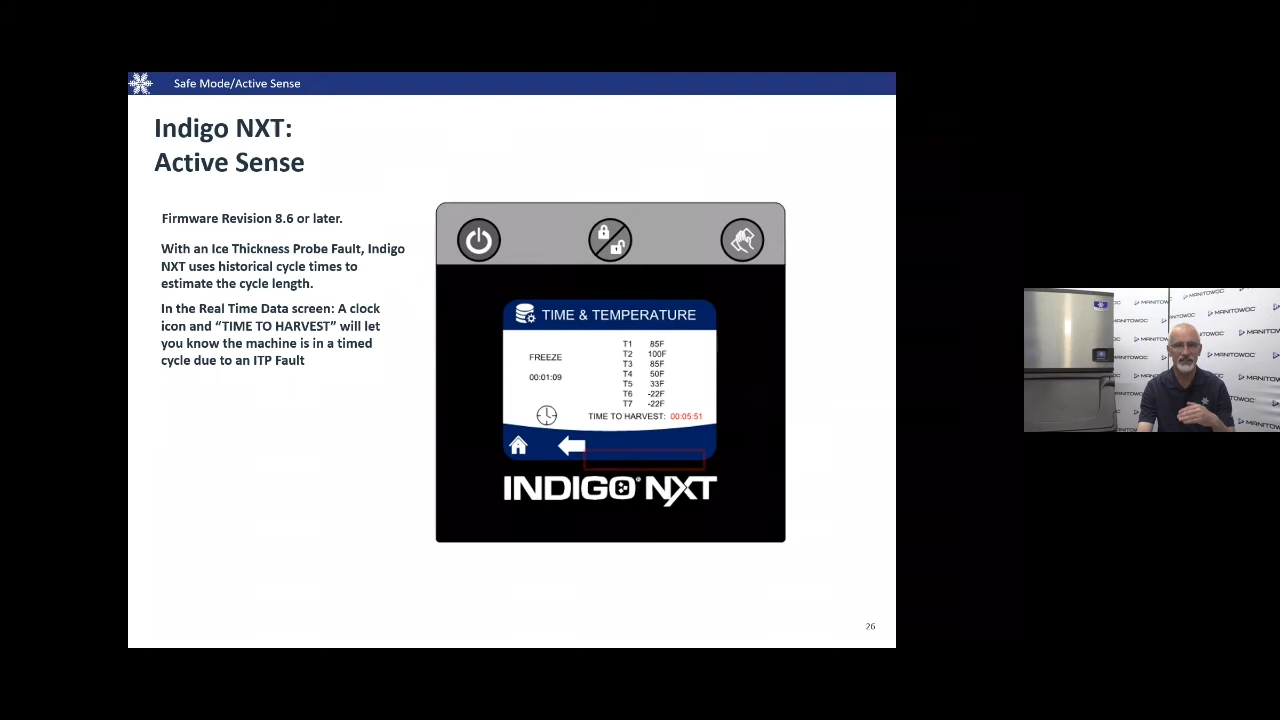 Safe Mode/Active Sense
Indigo NXT:
Active Sense
Firmware Revision 8.6 or later.
With an Ice Thickness Probe Fault, Indigo
NXT uses historical cycle times to
estimate the cycle length.
In the Real Time Data screen: A clock
icon and “TIME TO HARVEST” will let
you know the machine is in a timed
cycle due to an ITP Fault
TIME & TEMPERATURE
FREEZE
00:01:09
T1 85F
T2 100F
T3 85F
T4 50F
T5 33F
T6 -22F
T7 -22F
TIME TO HARVEST: 00:05:51
INDIGO NXT
26
MANITOWOC
MANITOWOC
MANITOWOC
MANITOWOC